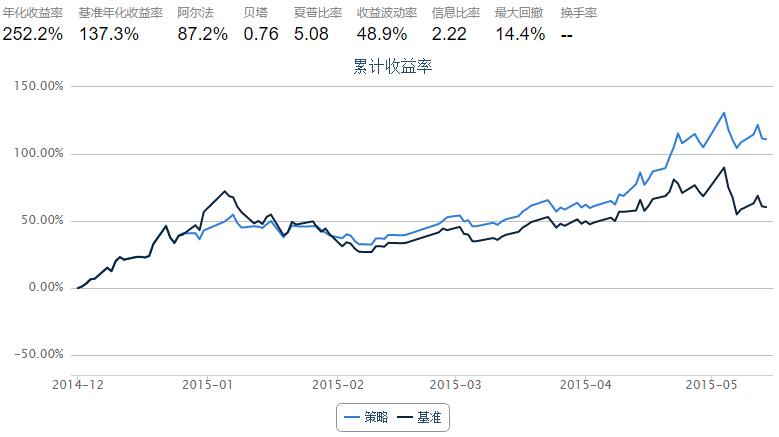 年化收益率 基准年化收益率 阿尔法 贝塔 夏普比率 收益波动率 信息比率 最大回撤 换手率
252.2% 137.3% 87.2% 0.76 5.08 48.9% 2.22 14.4% --
累计收益率
150.00%
100.00%
50.00%
0.00%
-50.00%
2014-12 2015-01 2015-02 2015-03 2015-04 2015-05
策略 基准